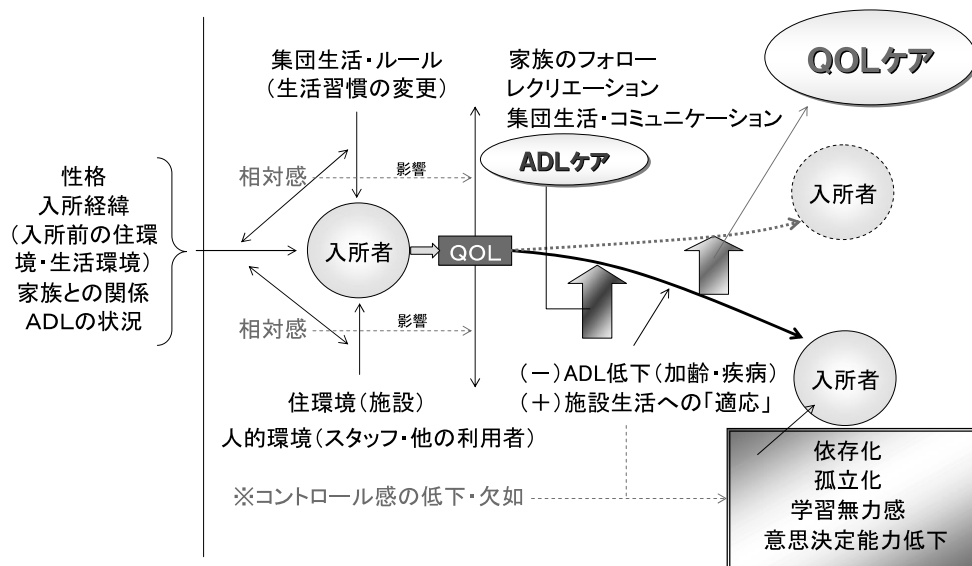 性格
入所経緯
(入所前の住環
境・生活環境)
家族との関係
ADLの状況
集団生活・ルール
(生活習慣の変更)
相対感
影響
入所者
QOL
相対感
影響
住環境(施設)
人的環境(スタッフ・他の利用者)
※コントロール感の低下・欠如
家族のフォロー
レクリエーション
集団生活・コミュニケーション
ADLケア
QOLケア
入所者
(-)ADL低下(加齢・疾病)
(+)施設生活への「適応」
入所者
依存化
孤立化
学習無力感
意思決定能力低下